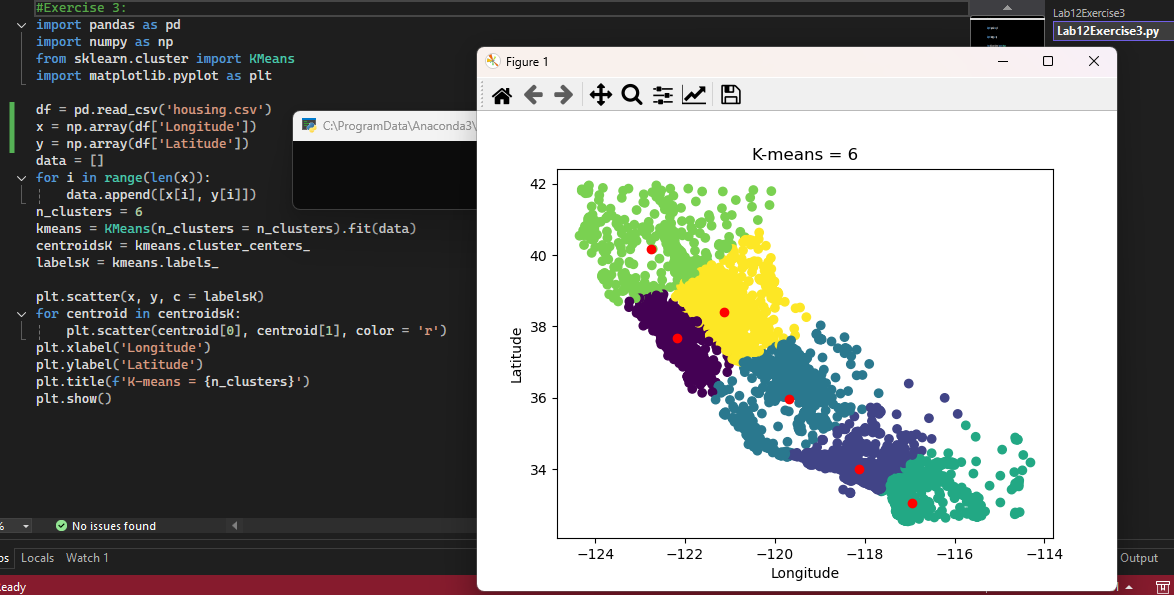 #Exercise 3:
import pandas as pd
import numpy as np
from sklearn.cluster import KMeans
import matplotlib.pyplot as plt
df = pd.read_csv('housing.csv')
x = np.array(df['Longitude'])
y = np.array(df['Latitude'])
data = []
for i in range(len(x)):
data.append([x[i], y[i]])
n_clusters = 6
kmeans = KMeans(n_clusters = n_clusters).fit(data)
centroidsK = kmeans.cluster_centers_
labelsK = kmeans.labels_
plt.scatter(x, y, c = labelsK)
for centroid in centroidsK:
plt.scatter(centroid[0], centroid[1], color = 'r')
plt.xlabel('Longitude')
plt.ylabel('Latitude')
plt.title(f'K-means = {n_clusters}')
plt.show()
% No issues found
os Locals Watch 1
eady
C:\ProgramData\Anaconda3\
Figure 1
K-means = 6
42
40
38
36
34
Latitude
−124 −122 −120 −118 −116 −114
Longitude
Lab12Exercise3
Lab12Exercise3.py
Output